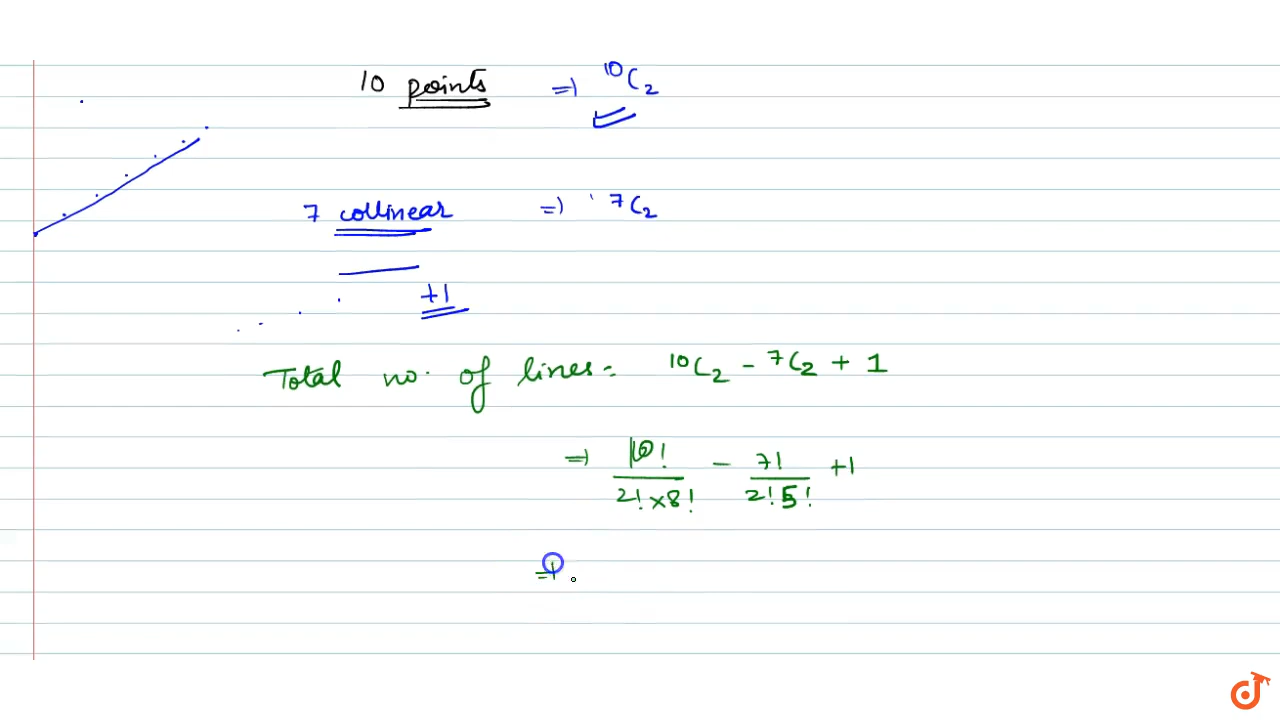 10 points ⇒ ¹⁰C₂
7 collinear ⇒ ⁷C₂
+1
Total no. of lines = ¹⁰C₂ - ⁷C₂ + 1
⇒ 10!/2!×8! - 7!/2!5! +1
⇒